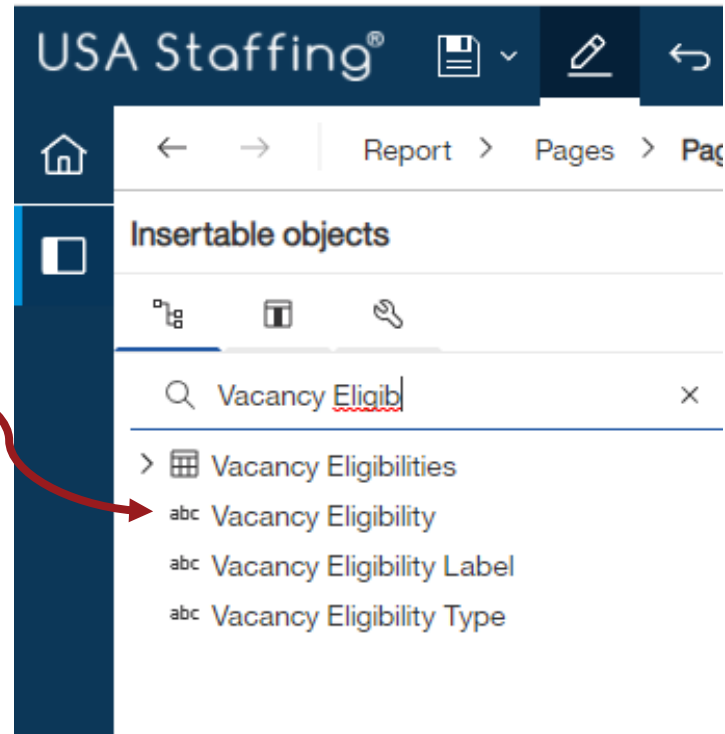 USA Staffing®
Report > Pages > Pag
Insertable objects
Vacancy Eligib
Vacancy Eligibilities
abc Vacancy Eligibility
abc Vacancy Eligibility Label
abc Vacancy Eligibility Type